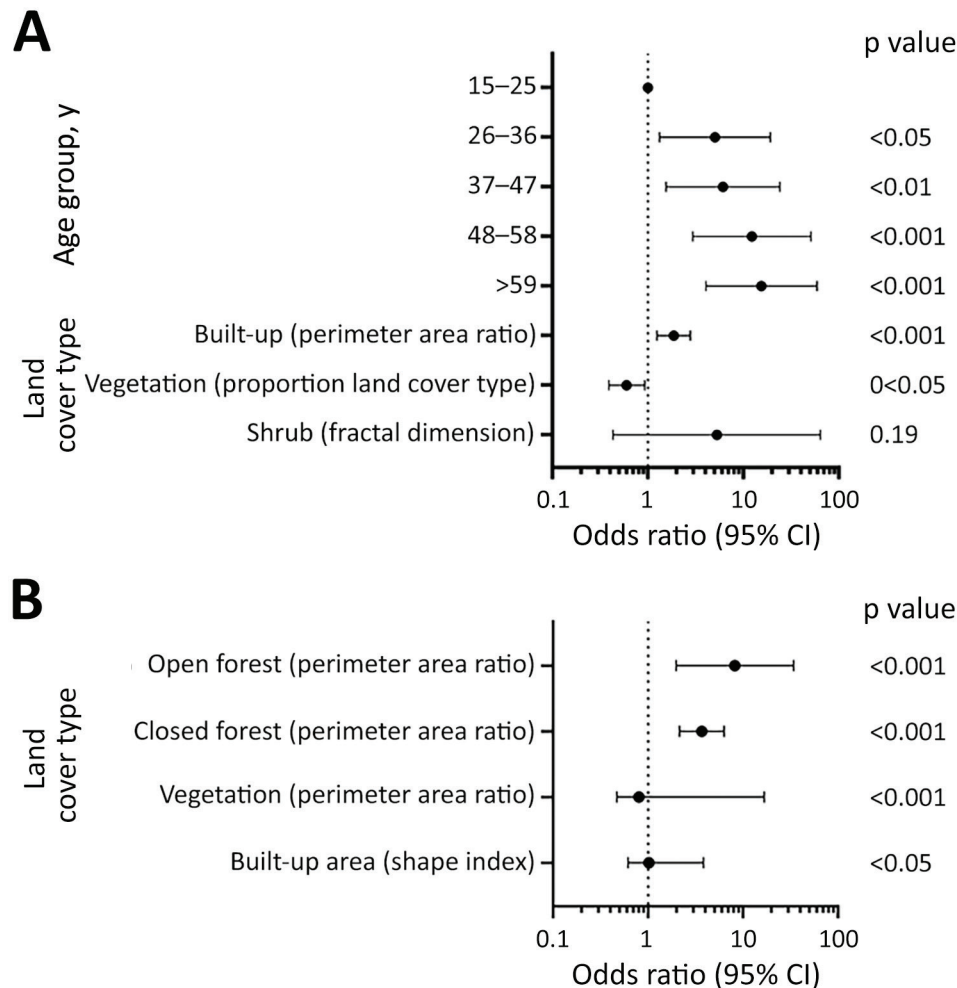 A
p value
Age group, y
15–25
26–36 <0.05
37–47 <0.01
48–58 <0.001
>59 <0.001
Land
cover type
Built-up (perimeter area ratio) <0.001
Vegetation (proportion land cover type) 0<0.05
Shrub (fractal dimension) 0.19
0.1 1 10 100
Odds ratio (95% CI)
B
p value
Land
cover type
Open forest (perimeter area ratio) <0.001
Closed forest (perimeter area ratio) <0.001
Vegetation (perimeter area ratio) <0.001
Built-up area (shape index) <0.05
0.1 1 10 100
Odds ratio (95% CI)